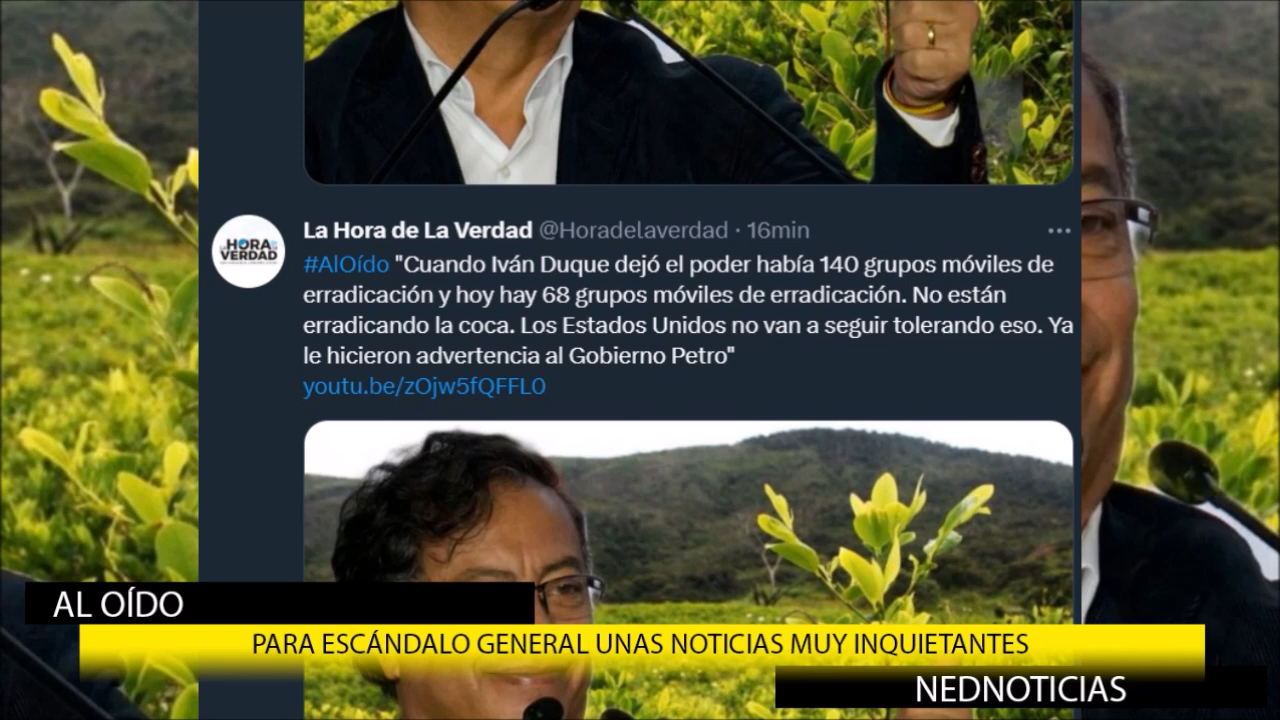 La Hora de La Verdad @Horadelaverdad · 16min
HORA
VERDAD
#AlOído "Cuando Iván Duque dejó el poder había 140 grupos móviles de
erradicación y hoy hay 68 grupos móviles de erradicación. No están
erradicando la coca. Los Estados Unidos no van a seguir tolerando eso. Ya
le hicieron advertencia al Gobierno Petro"
youtu.be/zOjw5fQFFL0
AL OÍDO
PARA ESCÁNDALO GENERAL UNAS NOTICIAS MUY INQUIETANTES
NEDNOTICIAS